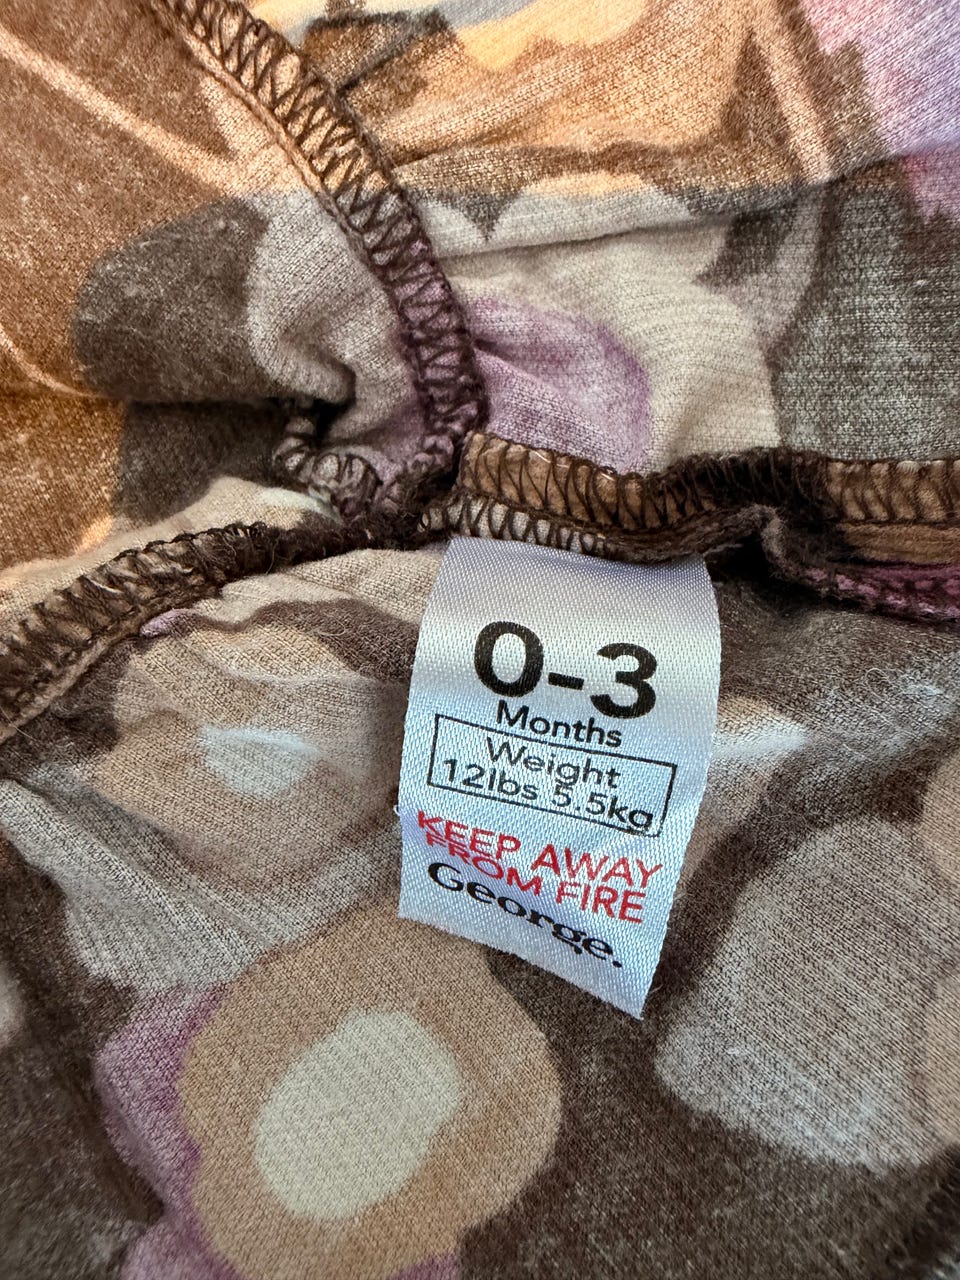 0-3
Months
Weight
12lbs 5.5kg
KEEP AWAY
FROM FIRE
George.